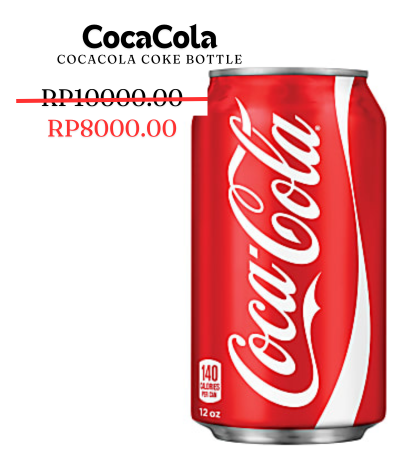 CocaCola
COCACOLA COKE BOTTLE
RP10000.00
RP8000.00
Coca-Cola
140
CALORIES
PER CAN
12 oz